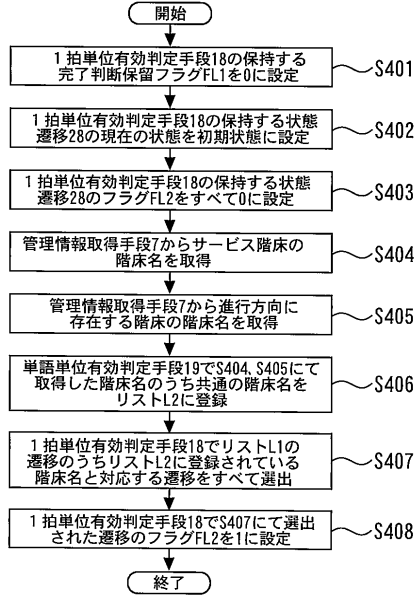 開始
1拍単位有効判定手段18の保持する
完了判断保留フラグFL1を0に設定
S401
1拍単位有効判定手段18の保持する状態
遷移28の現在の状態を初期状態に設定
S402
1拍単位有効判定手段18の保持する状態
遷移28のフラグFL2をすべて0に設定
S403
管理情報取得手段7からサービス階床の
階床名を取得
S404
管理情報取得手段7から進行方向に
存在する階床の階床名を取得
S405
単語単位有効判定手段19でS404、S405にて
取得した階床名のうち共通の階床名を
リストL2に登録
S406
1拍単位有効判定手段18でリストL1の
遷移のうちリストL2に登録されている
階床名と対応する遷移をすべて選出
S407
1拍単位有効判定手段18でS407にて選出
された遷移のフラグFL2を1に設定
S408
終了